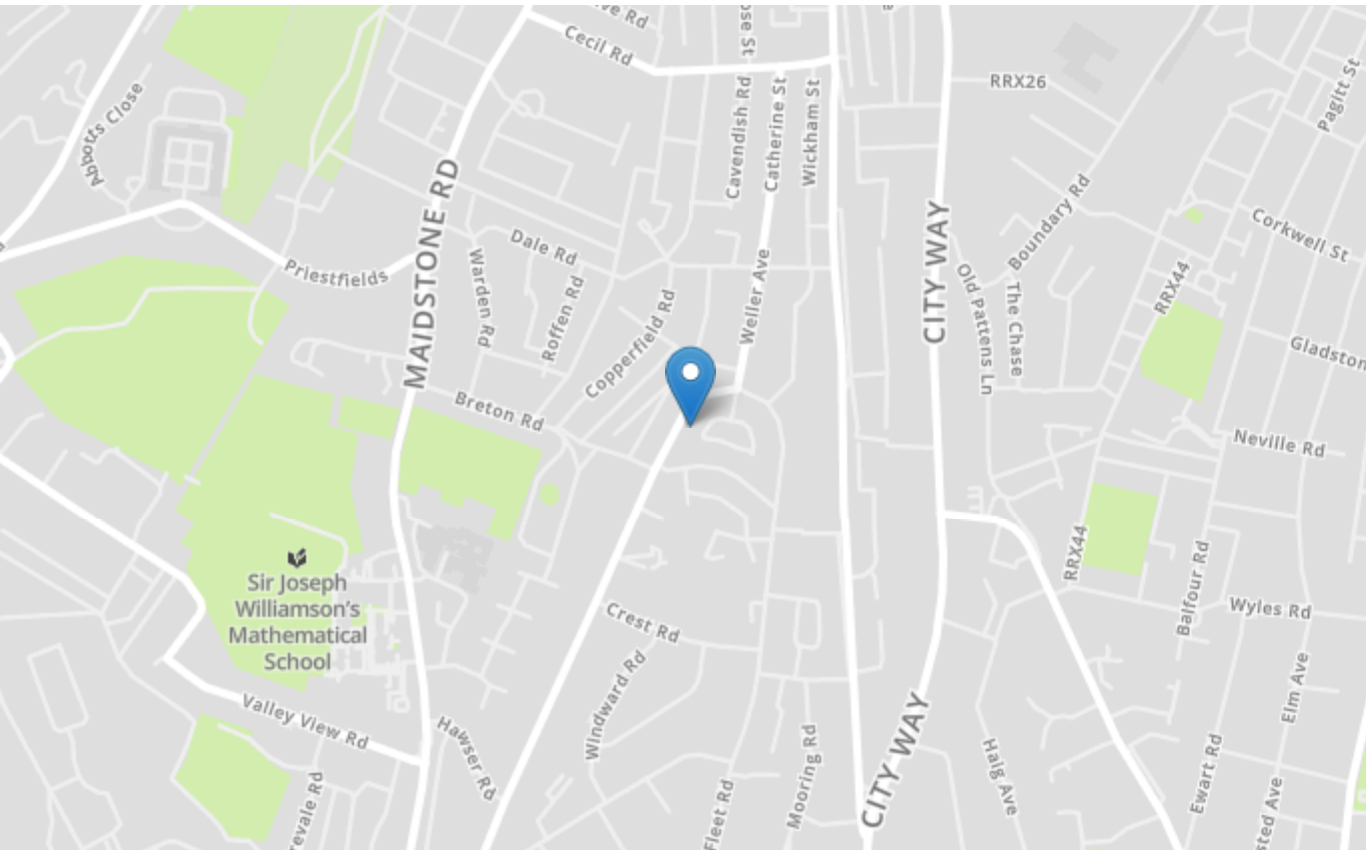 Cecil Rd
Abbotts Close
Cavendish Rd
Catherine St
Wickham St
RRX26
Pagitt St
MAIDSTONE RD
CITY WAY
Boundary Rd
Corkwell St
Priestfields
Dale Rd
Warden Rd
Roffen Rd
Copperfield Rd
Weller Ave
Old Pattens Ln
The Chase
RRX44
Breton Rd
Neville Rd
RRX44
Sir Joseph
Williamson's
Mathematical
School
Crest Rd
Balfour Rd
Wyles Rd
Windward Rd
Elm Ave
Valley View Rd
Hawser Rd
Mooring Rd
CITY WAY
Haig Ave
Ewart Rd
Fleet Rd